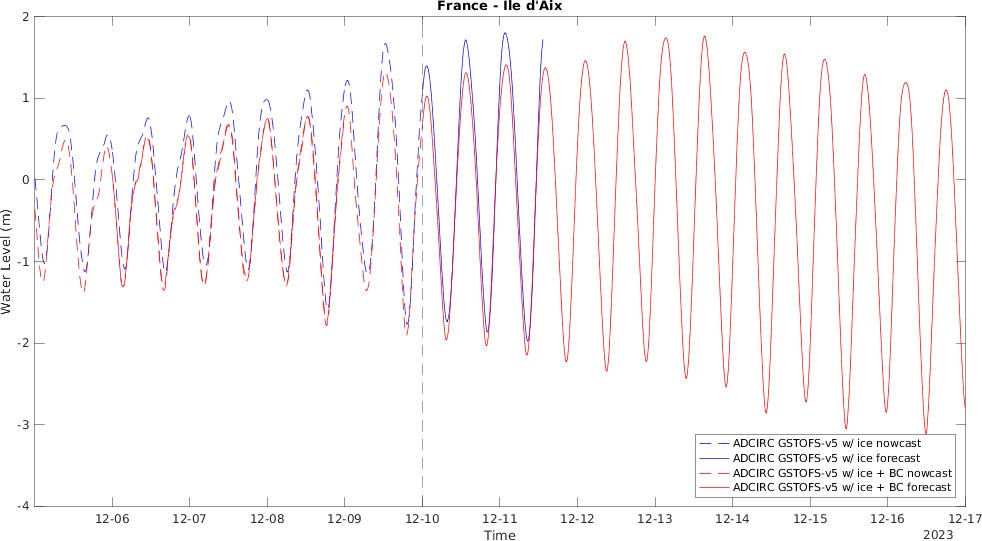 France - Ile d'Aix
Water Level (m)
2
1
0
-1
-2
-3
-4
ADCIRC GSTOFS-v5 w/ ice nowcast
ADCIRC GSTOFS-v5 w/ ice forecast
ADCIRC GSTOFS-v5 w/ ice + BC nowcast
ADCIRC GSTOFS-v5 w/ ice + BC forecast
12-06 12-07 12-08 12-09 12-10 12-11 12-12 12-13 12-14 12-15 12-16 12-17
Time
2023